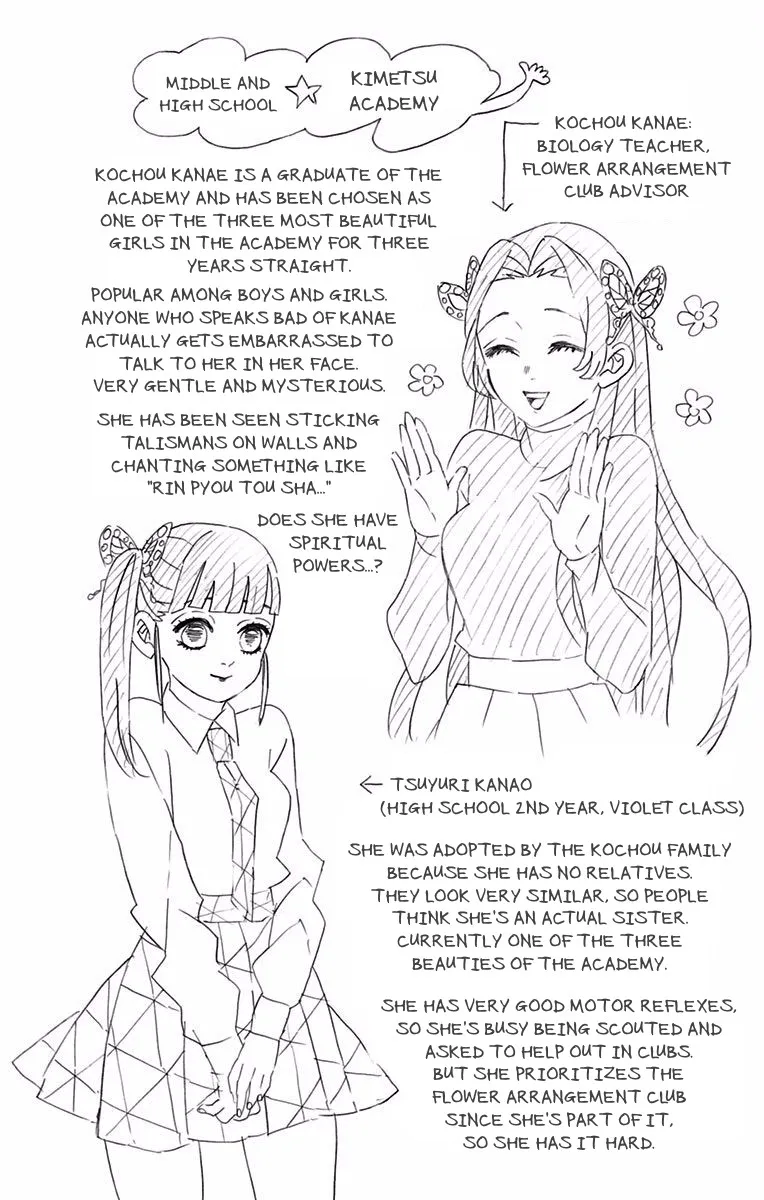 MIDDLE AND
HIGH SCHOOL
KIMETSU
ACADEMY
KOCHOU KANAE:
BIOLOGY TEACHER,
FLOWER ARRANGEMENT
CLUB ADVISOR
KOCHOU KANAE IS A GRADUATE OF THE
ACADEMY AND HAS BEEN CHOSEN AS
ONE OF THE THREE MOST BEAUTIFUL
GIRLS IN THE ACADEMY FOR THREE
YEARS STRAIGHT.
POPULAR AMONG BOYS AND GIRLS.
ANYONE WHO SPEAKS BAD OF KANAE
ACTUALLY GETS EMBARRASSED TO
TALK TO HER IN HER FACE.
VERY GENTLE AND MYSTERIOUS.
SHE HAS BEEN SEEN STICKING
TALISMANS ON WALLS AND
CHANTING SOMETHING LIKE
"RIN PYOU TOU SHA..."
DOES SHE HAVE
SPIRITUAL
POWERS...?
← TSUYURI KANAO
(HIGH SCHOOL 2ND YEAR, VIOLET CLASS)
SHE WAS ADOPTED BY THE KOCHOU FAMILY
BECAUSE SHE HAS NO RELATIVES.
THEY LOOK VERY SIMILAR, SO PEOPLE
THINK SHE'S AN ACTUAL SISTER.
CURRENTLY ONE OF THE THREE
BEAUTIES OF THE ACADEMY.
SHE HAS VERY GOOD MOTOR REFLEXES,
SO SHE'S BUSY BEING SCOUTED AND
ASKED TO HELP OUT IN CLUBS.
BUT SHE PRIORITIZES THE
FLOWER ARRANGEMENT CLUB
SINCE SHE'S PART OF IT,
SO SHE HAS IT HARD.